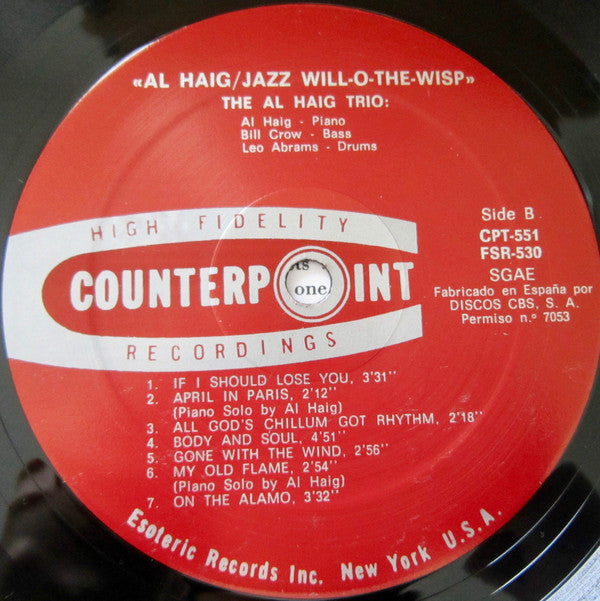 «AL HAIG/JAZZ WILL-O-THE-WISP»
THE AL HAIG TRIO:
Al Haig - Piano
Bill Crow - Bass
Leo Abrams - Drums
HIGH FIDELITY
COUNTERPOINT
RECORDINGS
one.
Side B
CPT-551
FSR-530
SGAE
Fabricado en España por
DISCOS CBS, S. A.
Permiso n.º 7053
1. IF I SHOULD LOSE YOU, 3'31''
2. APRIL IN PARIS, 2'12''
(Piano Solo by Al Haig)
3. ALL GOD'S CHILLUM GOT RHYTHM, 2'18''
4. BODY AND SOUL, 4'51''
5. GONE WITH THE WIND, 2'56''
6. MY OLD FLAME, 2'54''
(Piano Solo by Al Haig)
7. ON THE ALAMO, 3'32''
Esoteric Records Inc. New York U.S.A.